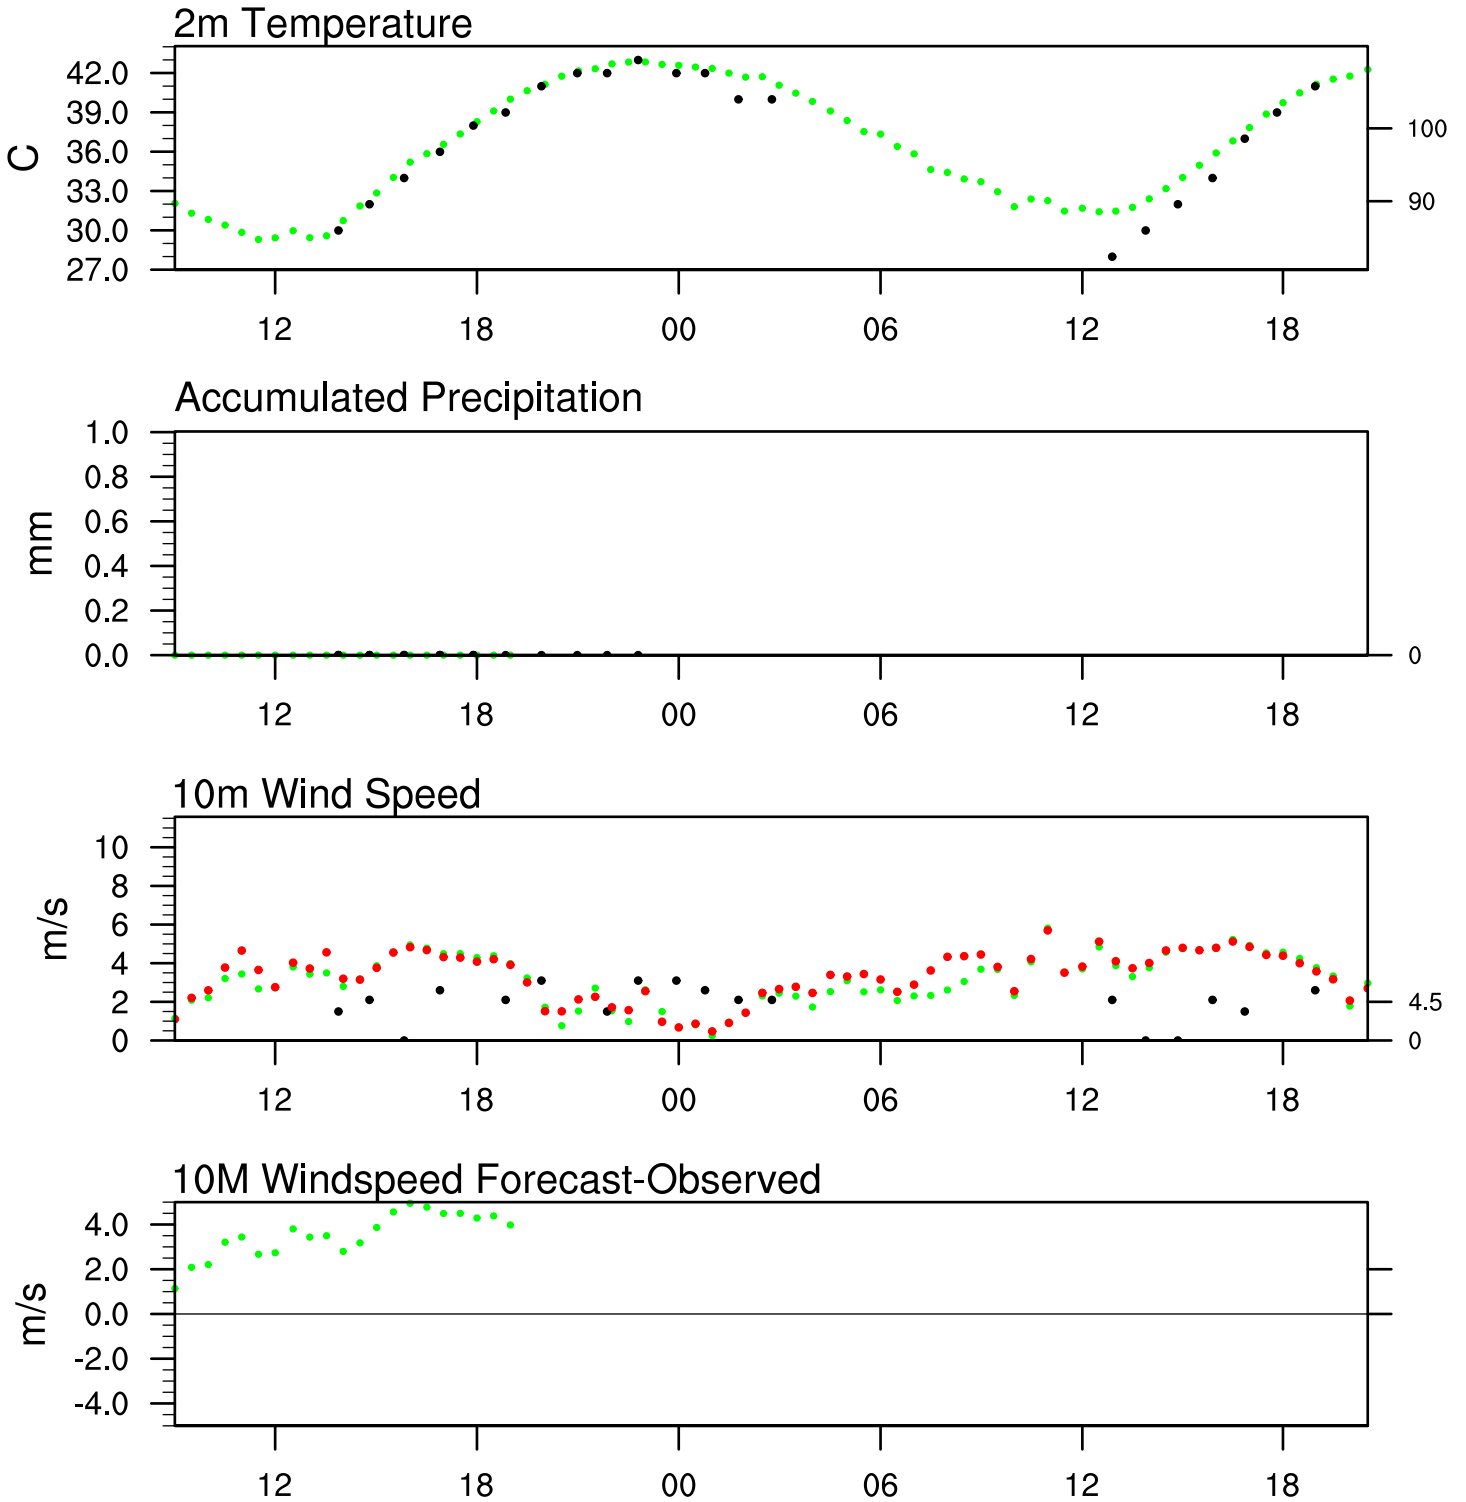 2m Temperature
42.0
39.0
36.0
33.0
30.0
27.0
C
100
90
12 18 00 06 12 18
Accumulated Precipitation
1.0
0.8
0.6
0.4
0.2
0.0
mm
0
12 18 00 06 12 18
10m Wind Speed
10
8
6
4
2
0
m/s
4.5
0
12 18 00 06 12 18
10M Windspeed Forecast-Observed
4.0
2.0
0.0
-2.0
-4.0
m/s
12 18 00 06 12 18